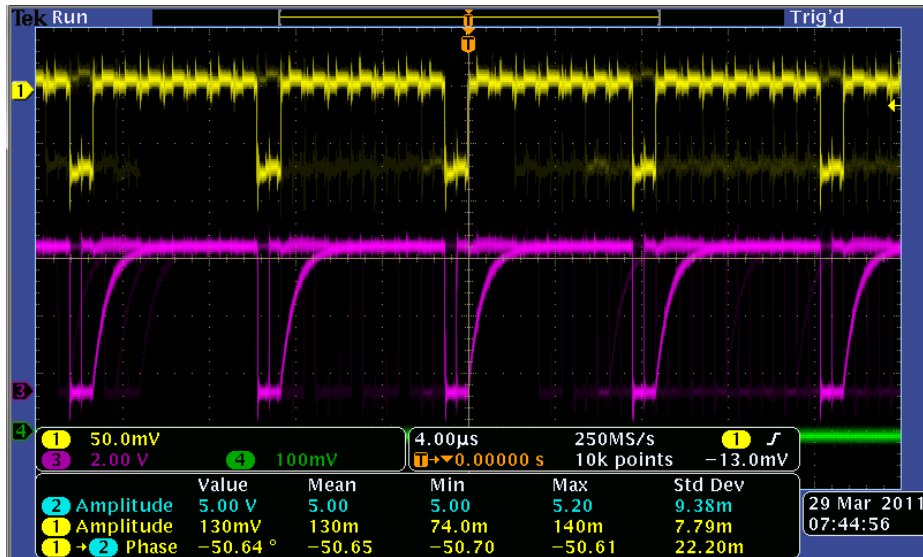 Tek Run Trig'd
T
T
1
3
4
1 50.0mV
3 2.00 V 4 100mV
4.00µs 250MS/s 1
T→▼0.00000 s 10k points −13.0mV
Value Mean Min Max Std Dev
2 Amplitude 5.00 V 5.00 5.00 5.20 9.38m
1 Amplitude 130mV 130m 74.0m 140m 7.79m
1 → 2 Phase −50.64 ° −50.65 −50.70 −50.61 22.20m
29 Mar 2011
07:44:56